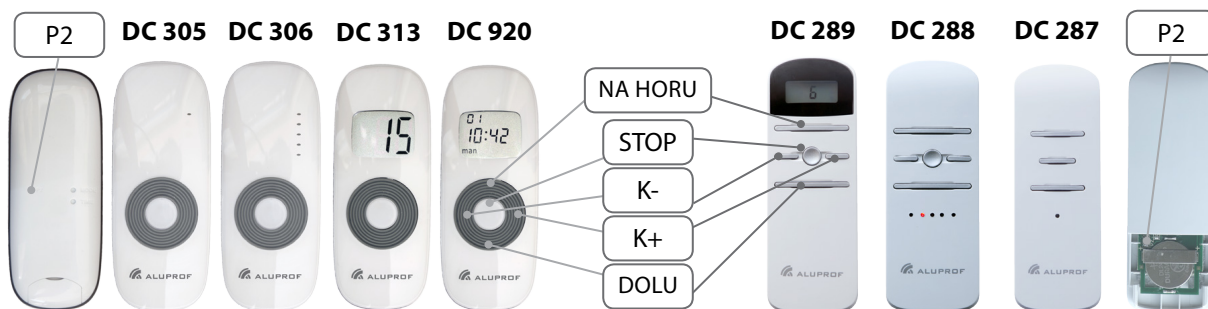 P2
DC 305
DC 306
DC 313
DC 920
DC 289
DC 288
DC 287
P2
NA HORU
STOP
K-
K+
DOLU
15
01
10:42
man
6
ALUPROF
ALUPROF
ALUPROF
ALUPROF
ALUPROF
ALUPROF
ALUPROF